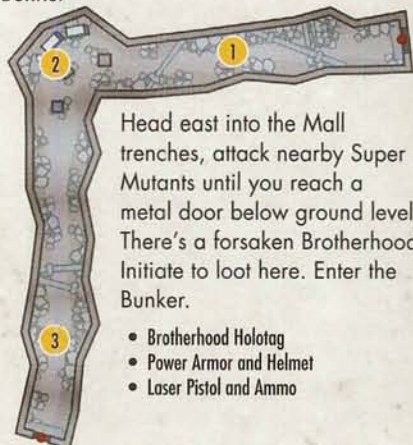 1
2
Head east into the Mall
trenches, attack nearby Super
Mutants until you reach a
metal door below ground level
There's a forsaken Brotherhood
Initiate to loot here. Enter the
Bunker.
3
• Brotherhood Holotag
• Power Armor and Helmet
• Laser Pistol and Ammo